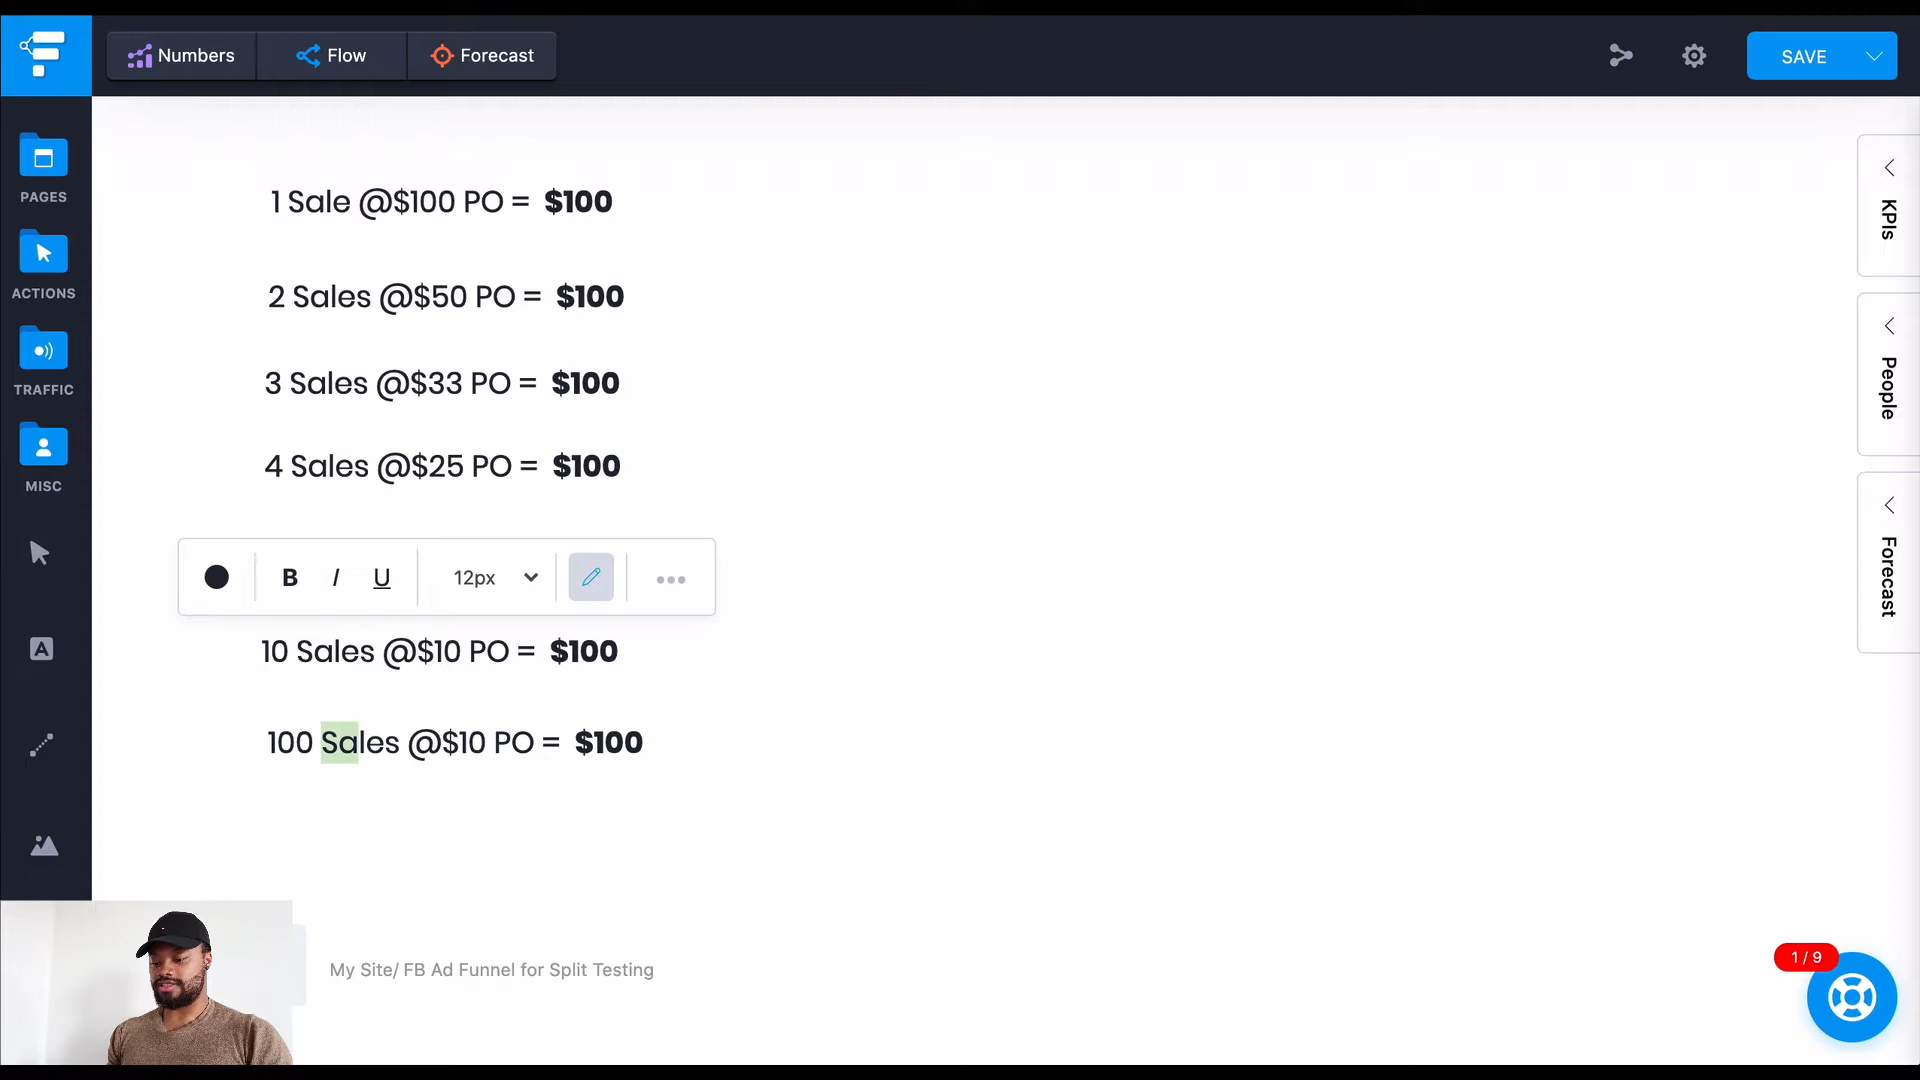 Numbers
Flow
Forecast
SAVE
PAGES
ACTIONS
TRAFFIC
MISC
1 Sale @$100 PO = $100
2 Sales @$50 PO = $100
3 Sales @$33 PO = $100
4 Sales @$25 PO = $100
B I U 12px
10 Sales @$10 PO = $100
100 Sales @$10 PO = $100
A
KPIs
People
Forecast
My Site/ FB Ad Funnel for Split Testing
1 / 9